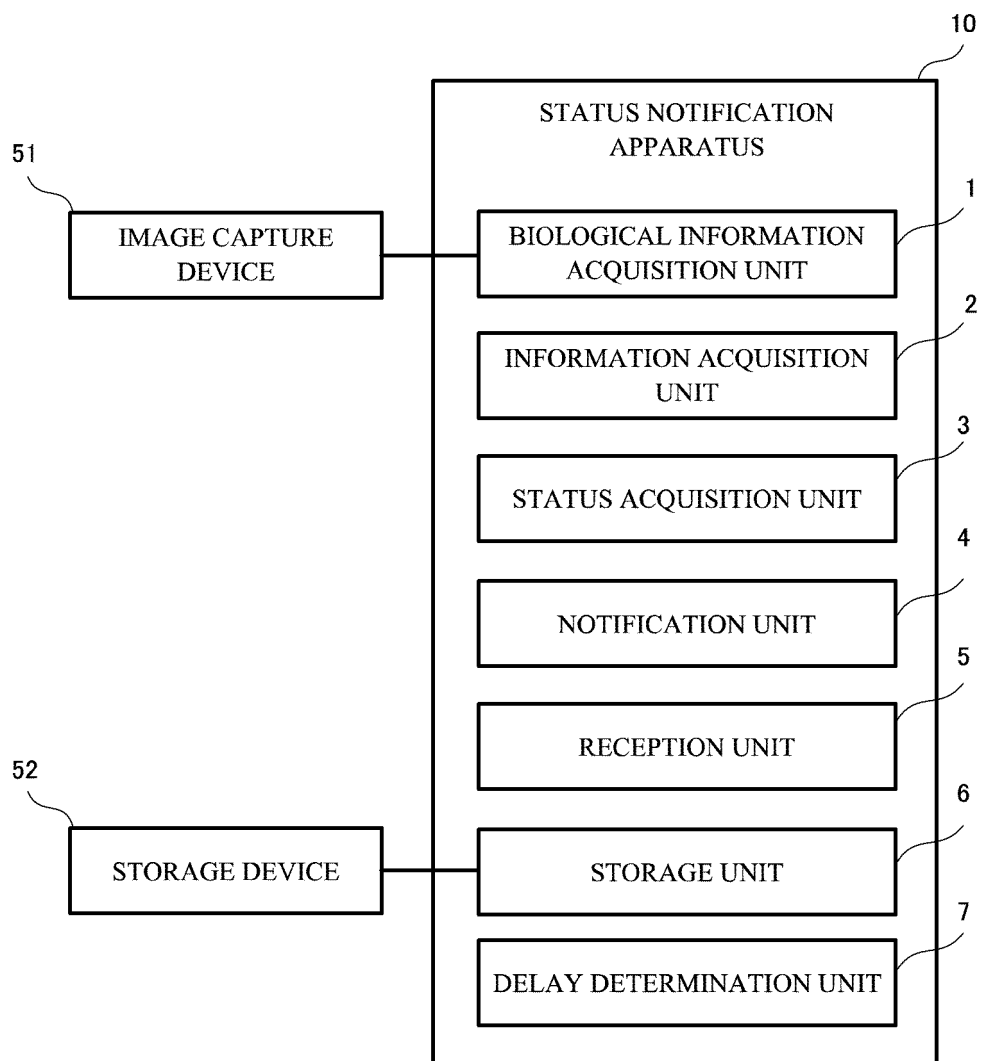 10
STATUS NOTIFICATION
APPARATUS
51
IMAGE CAPTURE
DEVICE
1
BIOLOGICAL INFORMATION
ACQUISITION UNIT
2
INFORMATION ACQUISITION
UNIT
3
STATUS ACQUISITION UNIT
4
NOTIFICATION UNIT
5
RECEPTION UNIT
52
STORAGE DEVICE
6
STORAGE UNIT
7
DELAY DETERMINATION UNIT